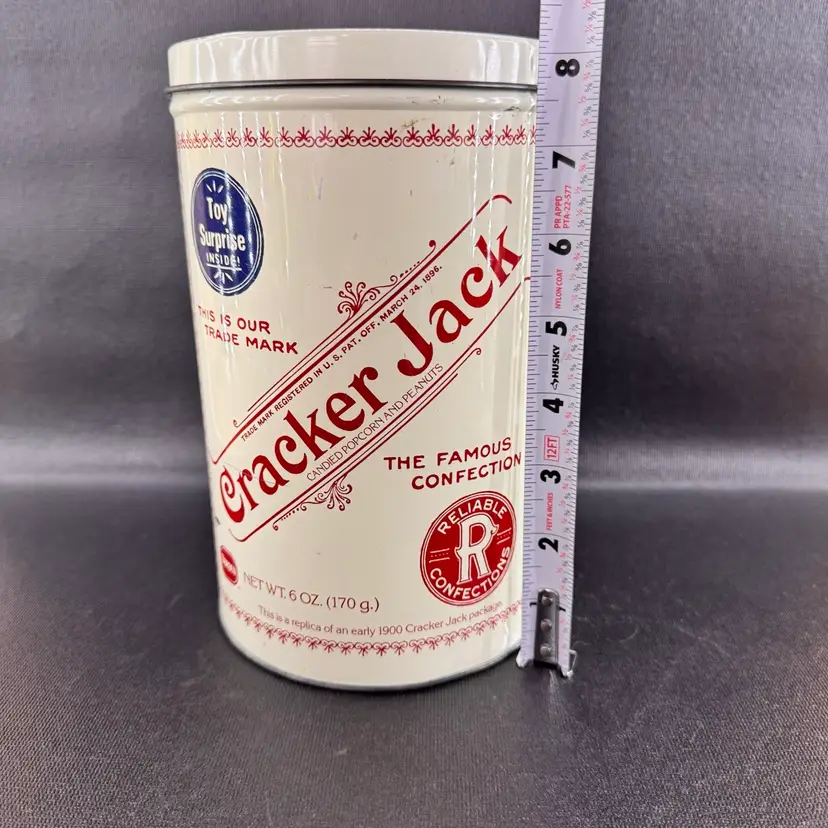 Toy
Surprise
INSIDE!
THIS IS OUR
TRADE MARK
TRADE MARK REGISTERED IN U.S. PAT. OFF. MARCH 24, 1896.
Cracker Jack
CANDIED POPCORN AND PEANUTS
THE FAMOUS
CONFECTION
RELIABLE
R
CONFECTIONS
NET WT. 6 OZ. (170 g.)
This is a replica of an early 1900 Cracker Jack package.
8
7
PR APPD
PTA-22-577
6
NYLON COAT
5
HUSKY
4
12FT
3
FEET & INCHES
2